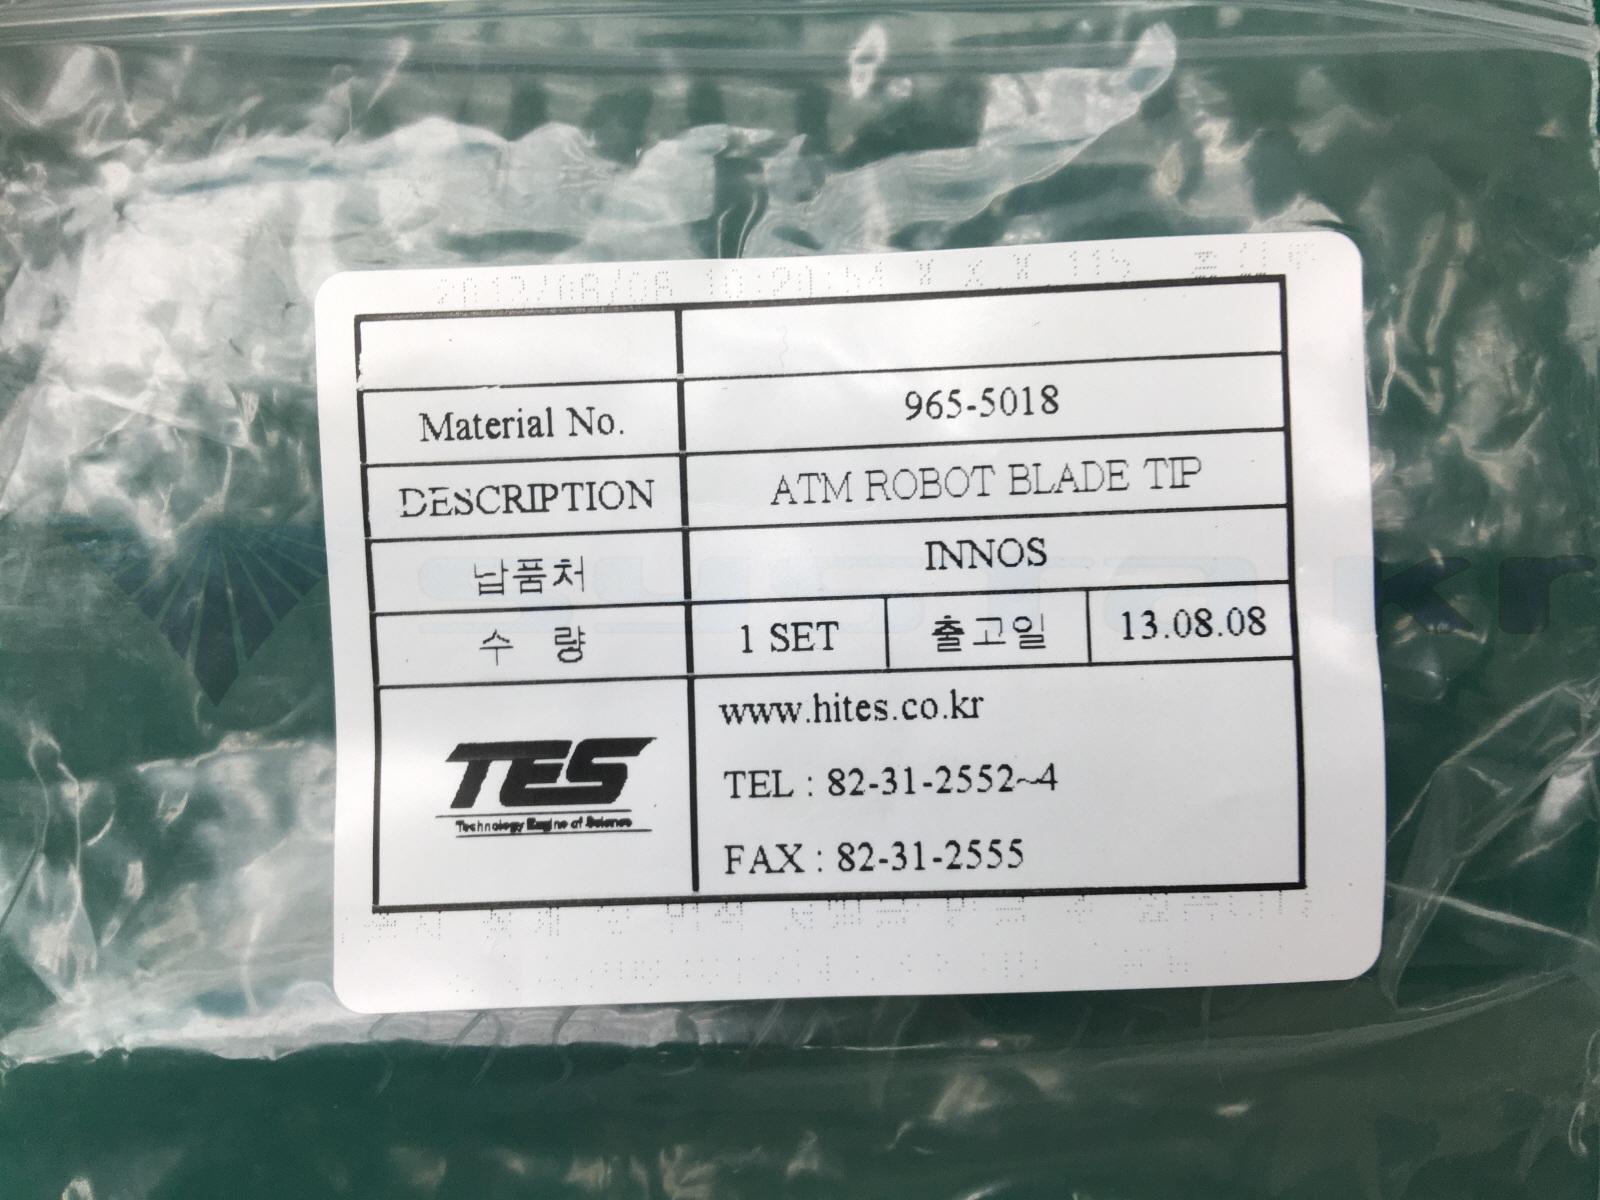 Material No. 965-5018
DESCRIPTION ATM ROBOT BLADE TIP
납품처 INNOS
수 량 1 SET 출고일 13.08.08
TES
Technology Engine of Science
www.hites.co.kr
TEL : 82-31-2552~4
FAX : 82-31-2555